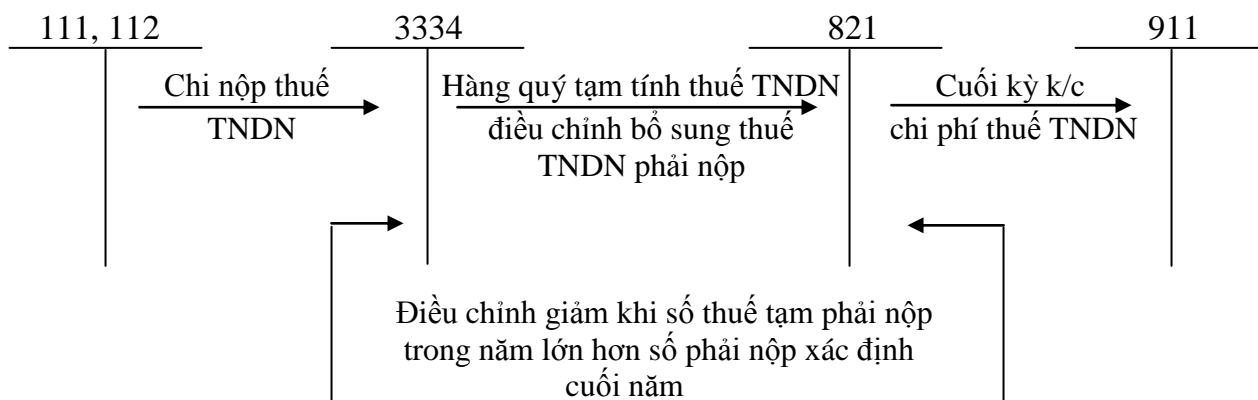 111, 112 3334 821 911
Chi nộp thuế
TNDN
Hàng quý tạm tính thuế TNDN
điều chỉnh bổ sung thuế
TNDN phải nộp
Cuối kỳ k/c
chi phí thuế TNDN
Điều chỉnh giảm khi số thuế tạm phải nộp
trong năm lớn hơn số phải nộp xác định
cuối năm